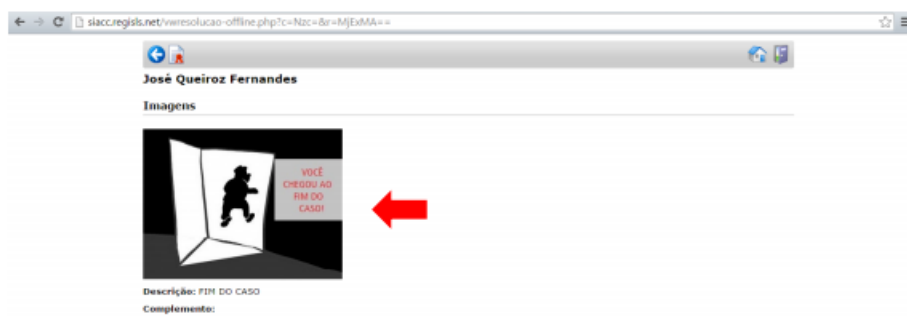 siacc.regisls.net/vwresolucao-offline.php?c=Nzc=&r=MjExMA==
José Queiroz Fernandes
Imagens
VOCÊ
CHEGOU AO
FIM DO
CASO!
Descrição: FIM DO CASO
Complemento: